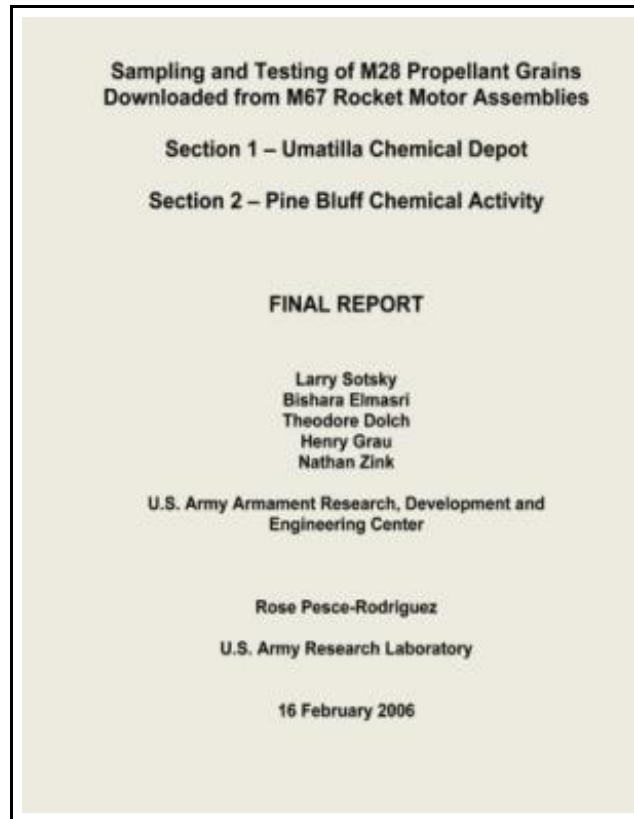 Sampling and Testing of M28 Propellant Grains
Downloaded from M67 Rocket Motor Assemblies
Section 1 – Umatilla Chemical Depot
Section 2 – Pine Bluff Chemical Activity
FINAL REPORT
Larry Sotsky
Bishara Elmasri
Theodore Dolch
Henry Grau
Nathan Zink
U.S. Army Armament Research, Development and
Engineering Center
Rose Pesce-Rodriguez
U.S. Army Research Laboratory
16 February 2006